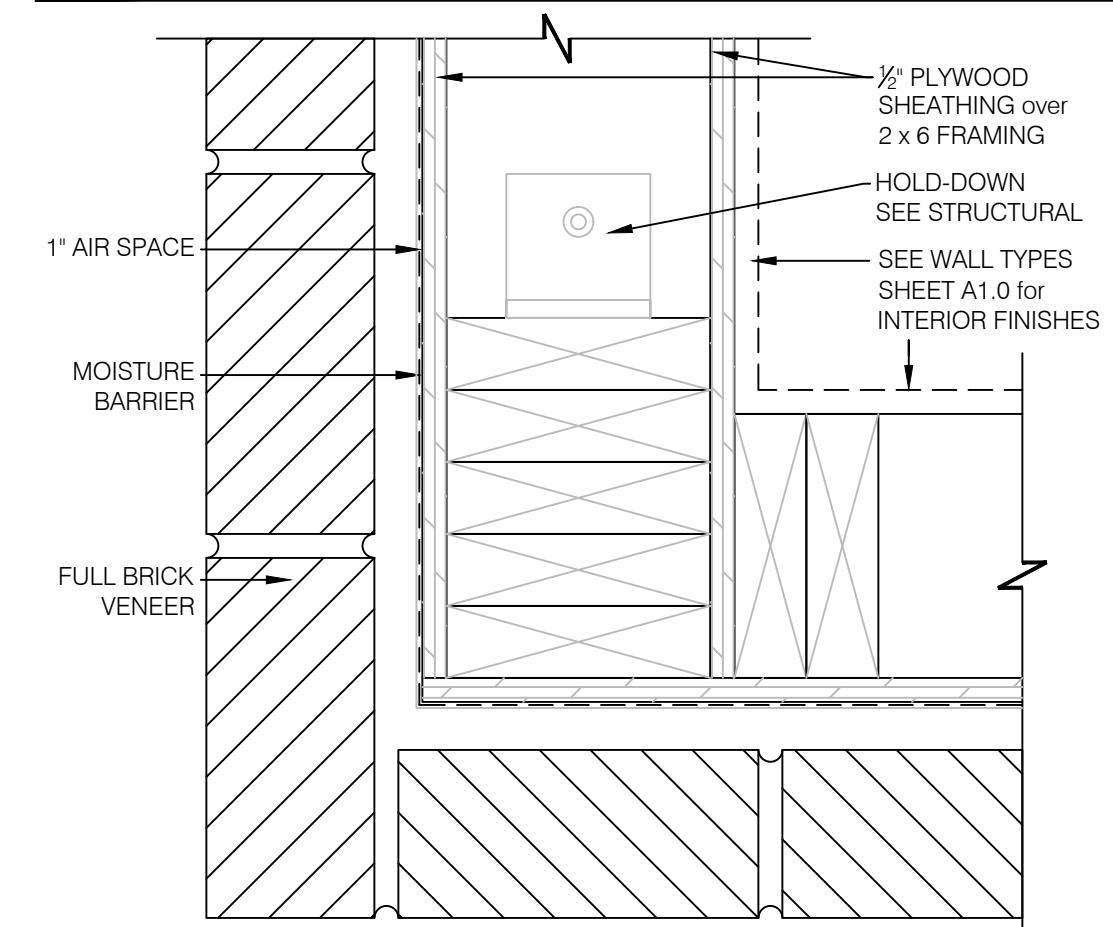 ½" PLYWOOD
SHEATHING over
2 x 6 FRAMING
HOLD-DOWN
SEE STRUCTURAL
1" AIR SPACE
SEE WALL TYPES
SHEET A1.0 for
INTERIOR FINISHES
MOISTURE
BARRIER
FULL BRICK
VENEER